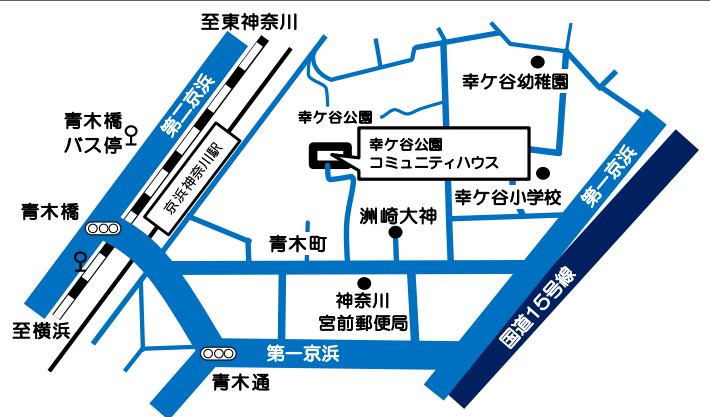 至東神奈川
第二京浜
幸ケ谷幼稚園
青木橋
バス停
幸ケ谷公園
幸ケ谷公園
コミュニティハウス
京浜神奈川駅
第一京浜
幸ケ谷小学校
青木橋
洲崎大神
青木町
神奈川
宮前郵便局
国道15号線
至横浜
第一京浜
青木通